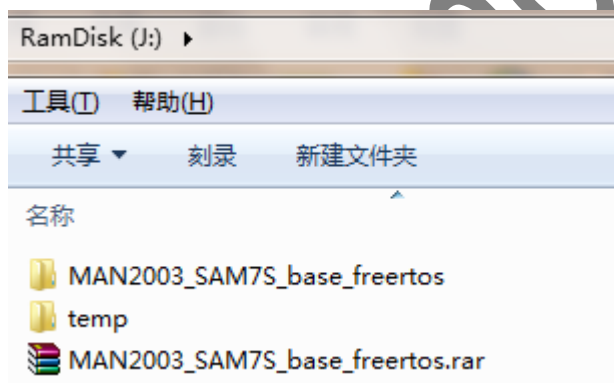 RamDisk (J:)
工具(T) 帮助(H)
共享 刻录 新建文件夹
名称
MAN2003_SAM7S_base_freertos
temp
MAN2003_SAM7S_base_freertos.rar